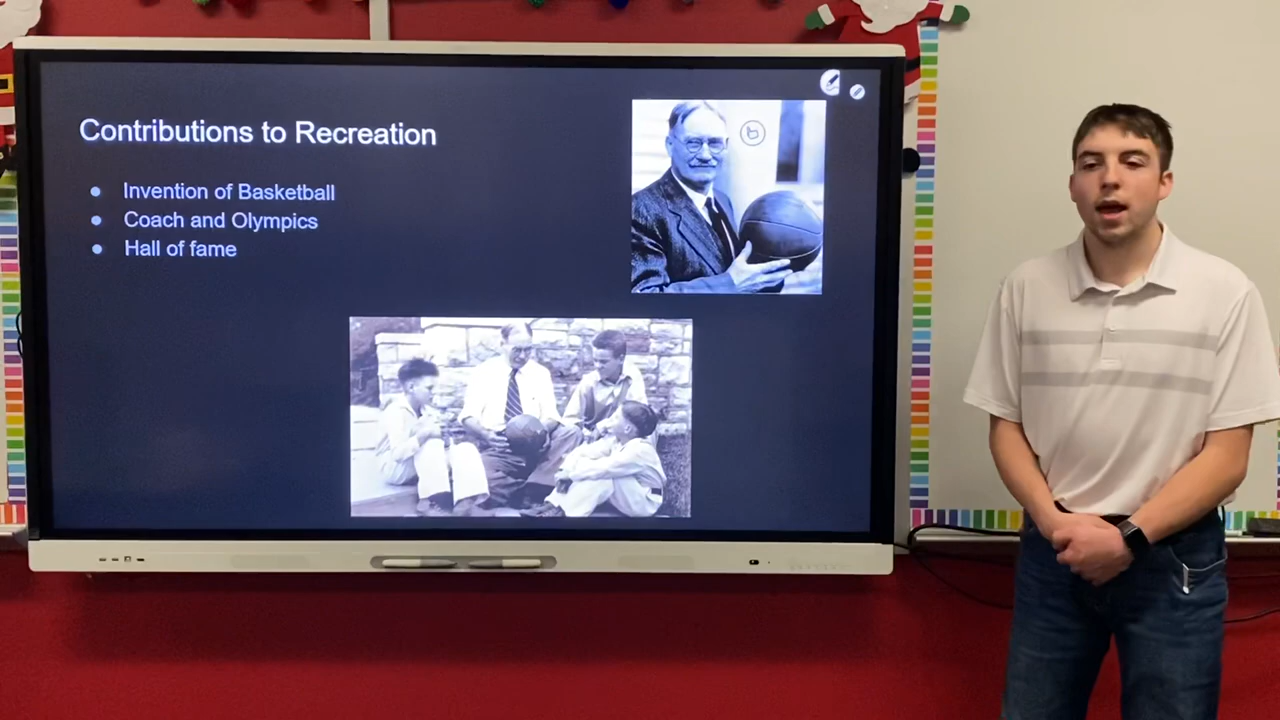 Contributions to Recreation
Invention of Basketball
Coach and Olympics
Hall of fame